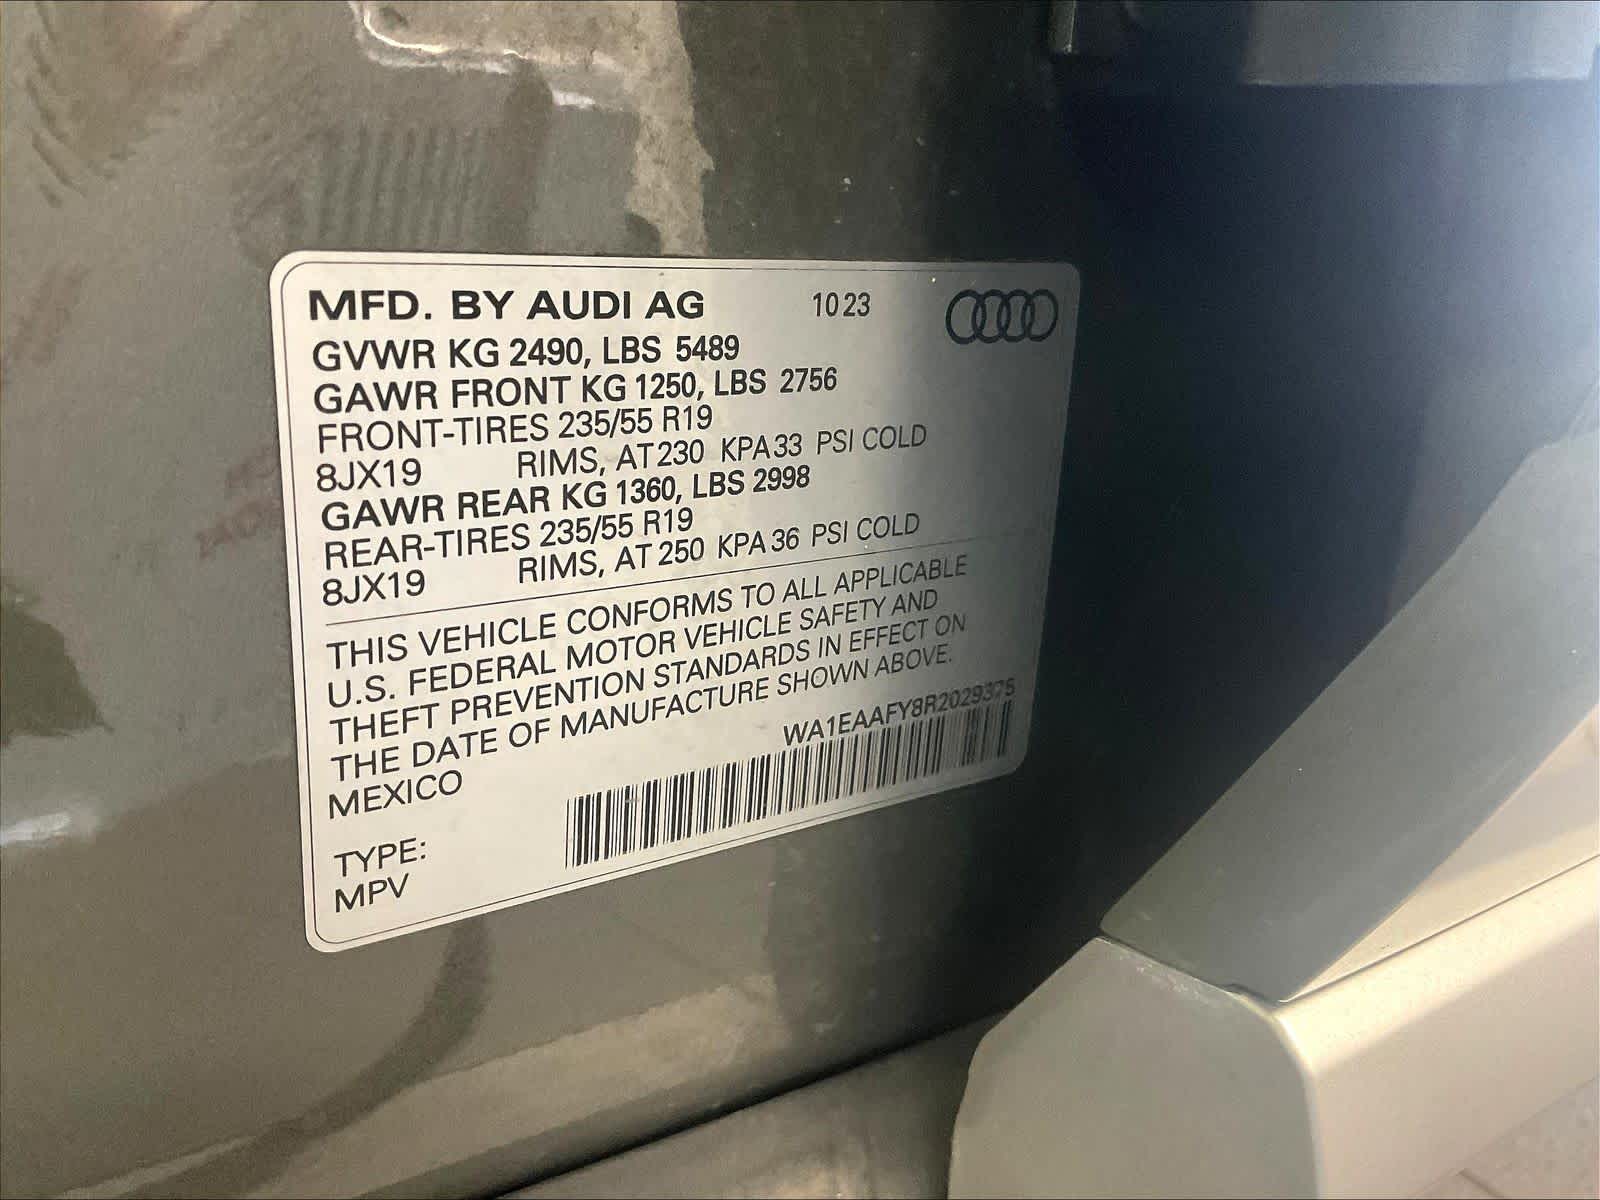 MFD. BY AUDI AG 10 23
GVWR KG 2490, LBS 5489
GAWR FRONT KG 1250, LBS 2756
FRONT-TIRES 235/55 R19
8JX19 RIMS, AT 230 KPA 33 PSI COLD
GAWR REAR KG 1360, LBS 2998
REAR-TIRES 235/55 R19
8JX19 RIMS, AT 250 KPA 36 PSI COLD
THIS VEHICLE CONFORMS TO ALL APPLICABLE
U.S. FEDERAL MOTOR VEHICLE SAFETY AND
THEFT PREVENTION STANDARDS IN EFFECT ON
THE DATE OF MANUFACTURE SHOWN ABOVE.
MEXICO WA1EAAFY8R2029375
TYPE:
MPV